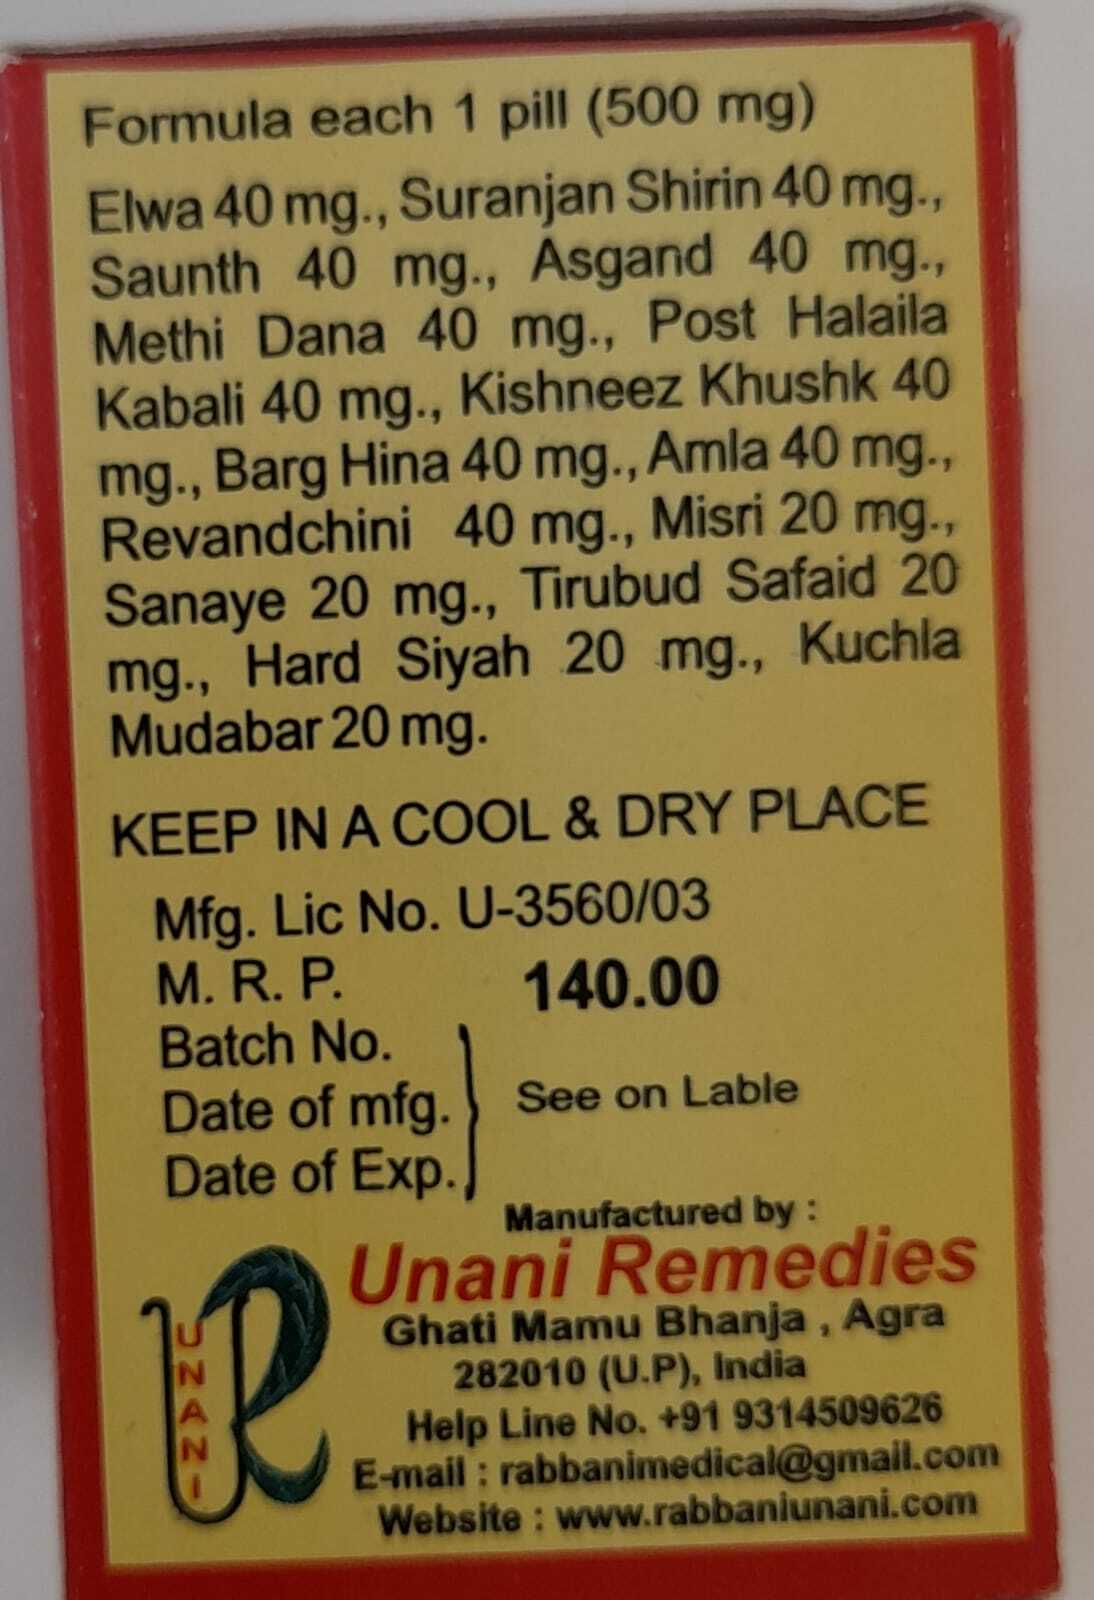 Formula each 1 pill (500 mg)
Elwa 40 mg., Suranjan Shirin 40 mg.,
Saunth 40 mg., Asgand 40 mg.,
Methi Dana 40 mg., Post Halaila
Kabali 40 mg., Kishneez Khushk 40
mg., Barg Hina 40 mg., Amla 40 mg.,
Revandchini 40 mg., Misri 20 mg.,
Sanaye 20 mg., Tirubud Safaid 20
mg., Hard Siyah 20 mg., Kuchla
Mudabar 20 mg.
KEEP IN A COOL & DRY PLACE
Mfg. Lic No. U-3560/03
M. R. P. 140.00
Batch No.
Date of mfg. See on Lable
Date of Exp.
Manufactured by :
Unani Remedies
Ghati Mamu Bhanja , Agra
282010 (U.P), India
Help Line No. +91 9314509626
E-mail : rabbanimedical@gmail.com
Website : www.rabbaniunani.com
UNANI
R